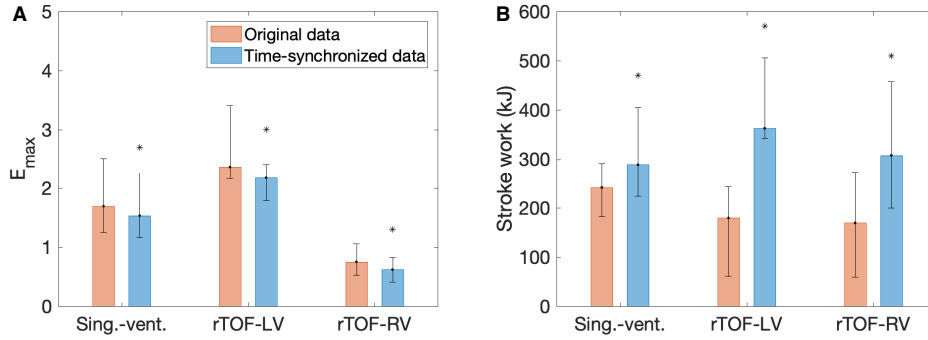 A
E_max
5
4
3
2
1
0
Original data
Time-synchronized data
*
*
*
Sing.-vent.
rTOF-LV
rTOF-RV
B
Stroke work (kJ)
600
500
400
300
200
100
0
*
*
*
Sing.-vent.
rTOF-LV
rTOF-RV